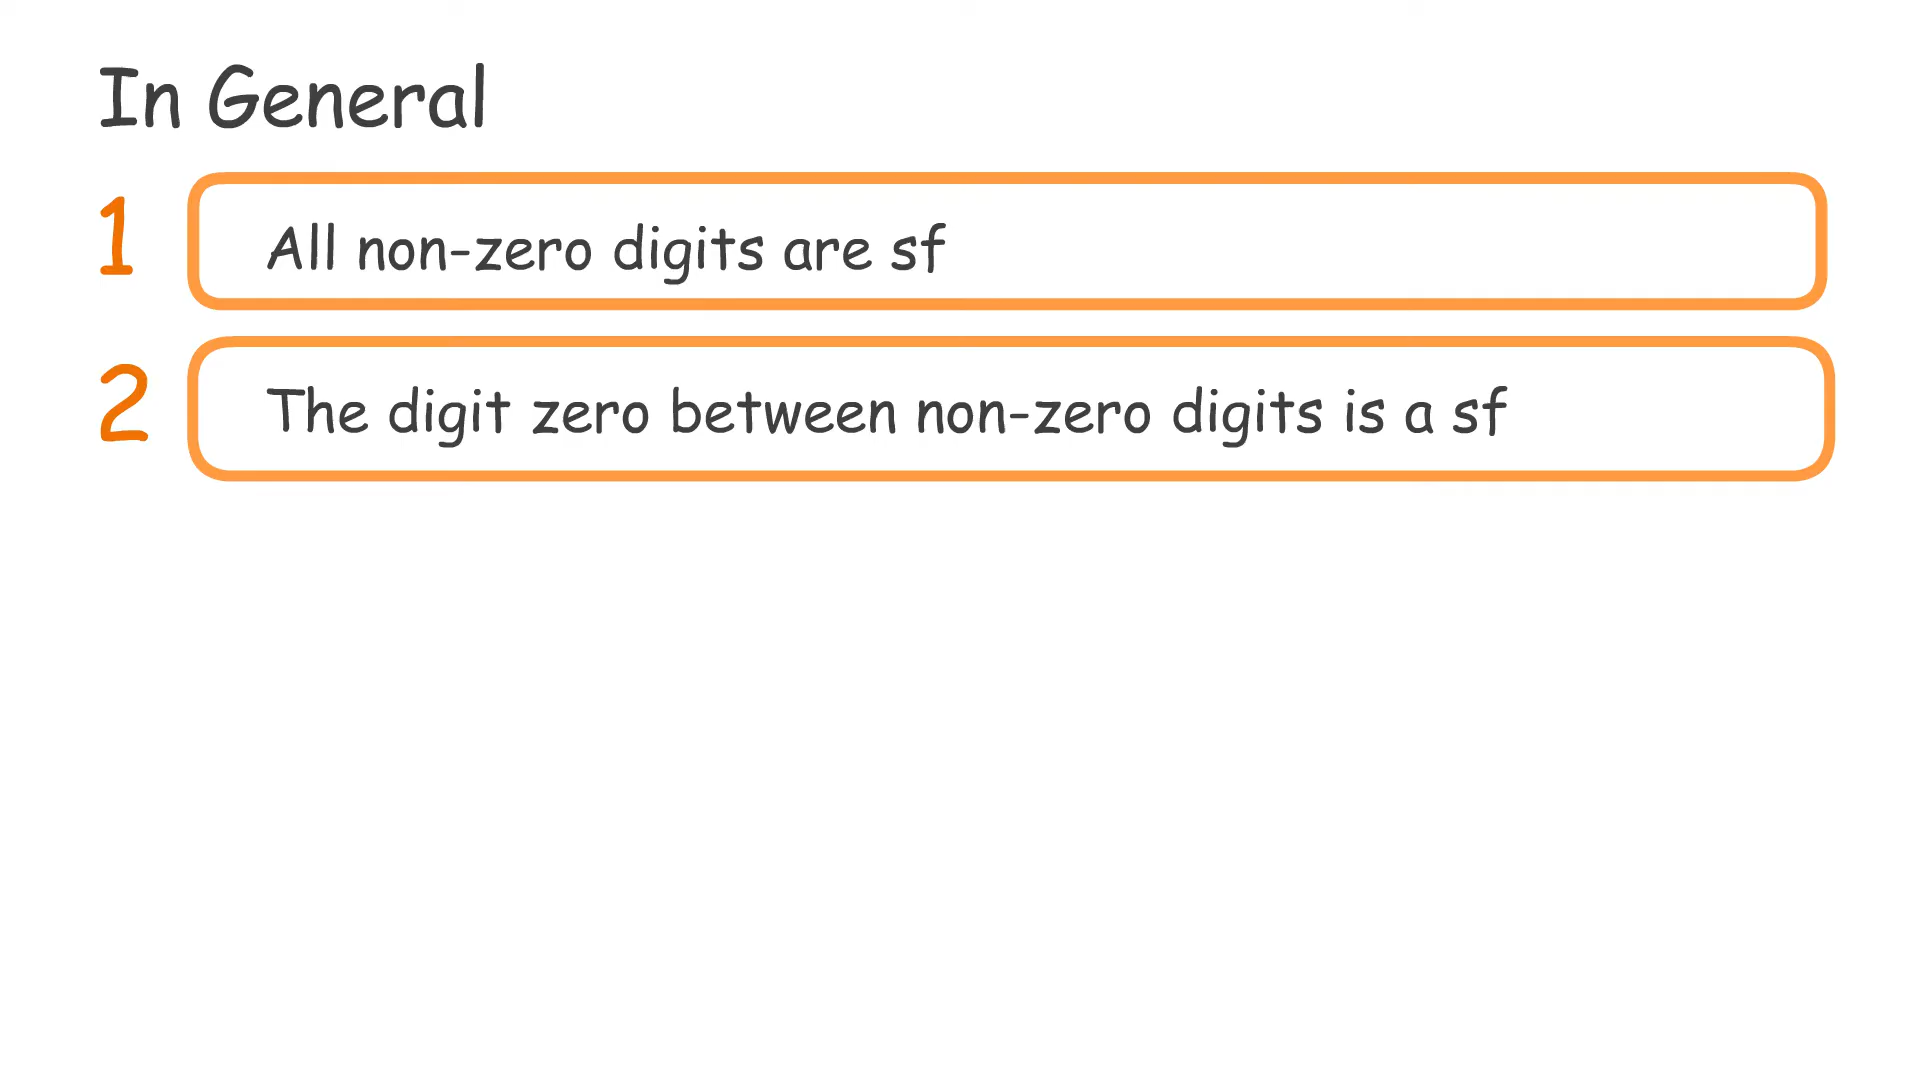 In General
1
All non-zero digits are sf
2
The digit zero between non-zero digits is a sf